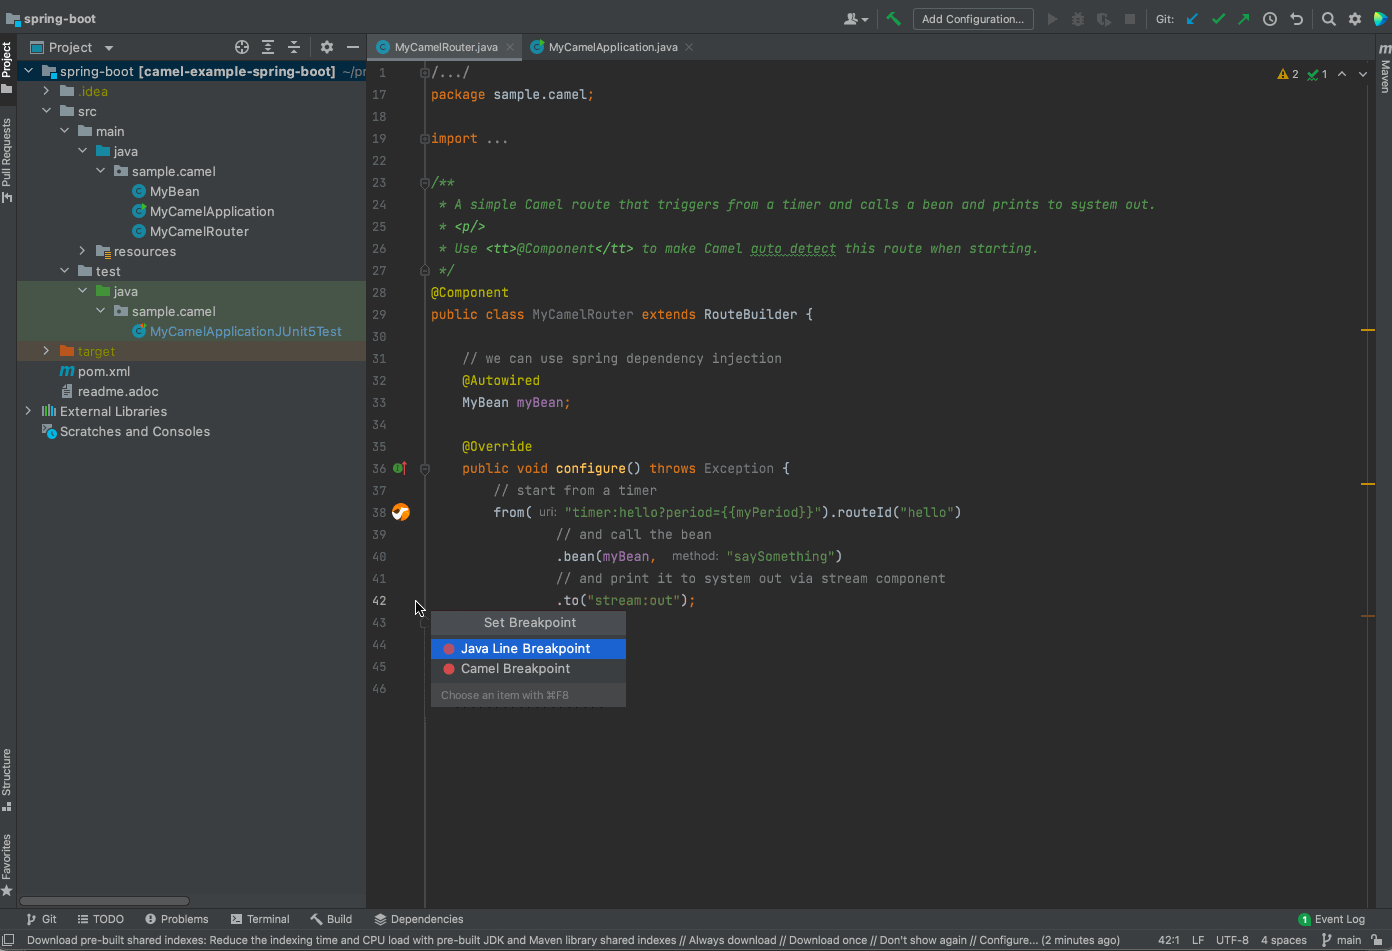 spring-boot
Add Configuration...
Git:
Project
MyCamelRouter.java
MyCamelApplication.java
Project
Pull Requests
Structure
Favorites
Maven
spring-boot [camel-example-spring-boot] ~/pr
.idea
src
main
java
sample.camel
MyBean
MyCamelApplication
MyCamelRouter
resources
test
java
sample.camel
MyCamelApplicationJUnit5Test
target
pom.xml
readme.adoc
External Libraries
Scratches and Consoles
2 1
1 /.../
17 package sample.camel;
18
19 import ...
22
23 /**
24 * A simple Camel route that triggers from a timer and calls a bean and prints to system out.
25 * <p/>
26 * Use <tt>@Component</tt> to make Camel auto detect this route when starting.
27 */
28 @Component
29 public class MyCamelRouter extends RouteBuilder {
30
31 // we can use spring dependency injection
32 @Autowired
33 MyBean myBean;
34
35 @Override
36 public void configure() throws Exception {
37 // start from a timer
38 from( uri: "timer:hello?period={{myPeriod}}").routeId("hello")
39 // and call the bean
40 .bean(myBean, method: "saySomething")
41 // and print it to system out via stream component
42 .to("stream:out");
43
44
45
46
Set Breakpoint
Java Line Breakpoint
Camel Breakpoint
Choose an item with ⌘F8
Git
TODO
Problems
Terminal
Build
Dependencies
1 Event Log
Download pre-built shared indexes: Reduce the indexing time and CPU load with pre-built JDK and Maven library shared indexes // Always download // Download once // Don't show again // Configure... (2 minutes ago)
42:1 LF UTF-8 4 spaces main